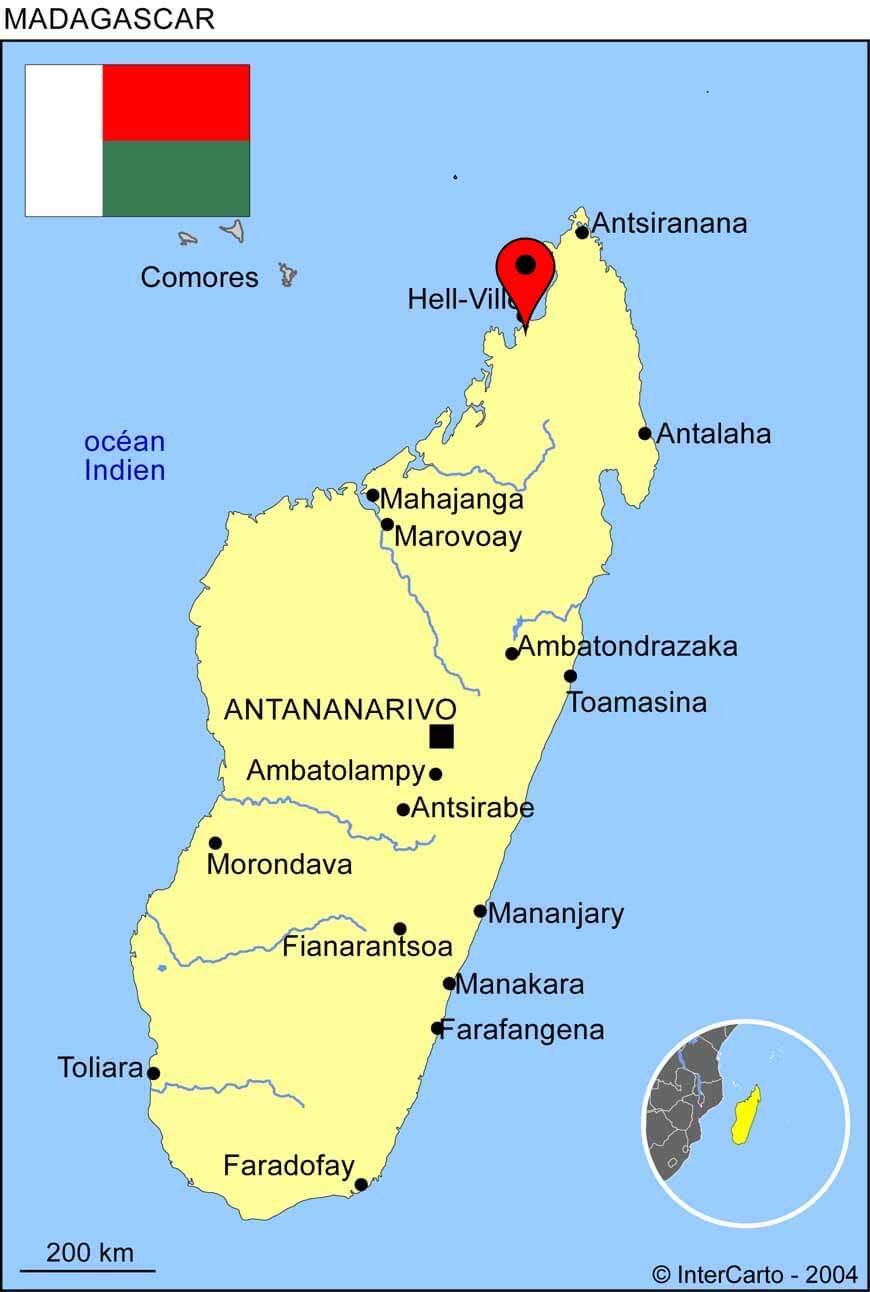 MADAGASCAR
Antsiranana
Comores
Hell-Ville
océan
Indien
Antalaha
Mahajanga
Marovoay
Ambatondrazaka
Toamasina
ANTANANARIVO
Ambatolampy
Antsirabe
Morondava
Mananjary
Fianarantsoa
Manakara
Farafangena
Toliara
Faradofay
200 km
© InterCarto - 2004